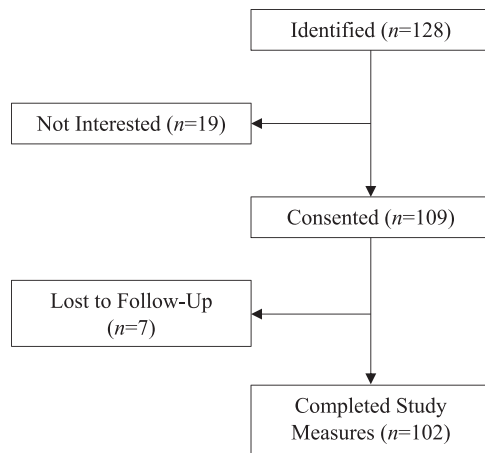 Identified (n=128)
Not Interested (n=19)
Consented (n=109)
Lost to Follow-Up
(n=7)
Completed Study
Measures (n=102)